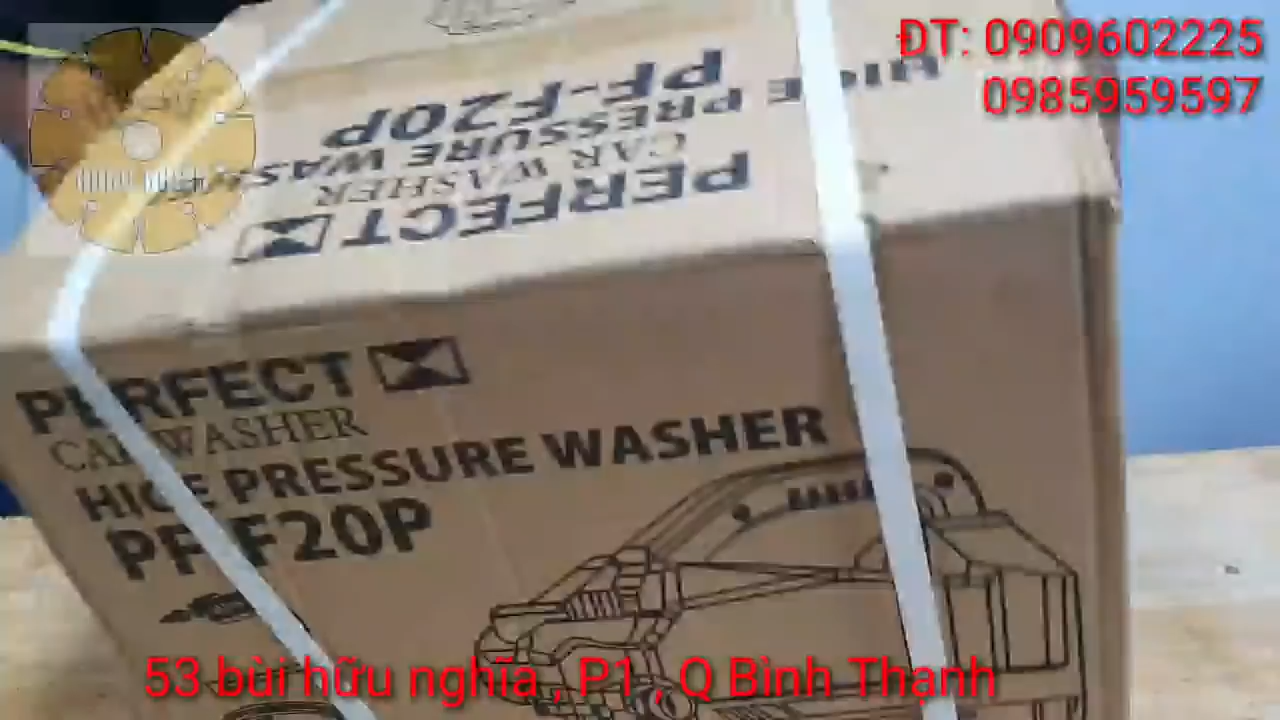 ĐT: 0909602225
0985959597
HIGE PRESSURE WASHER
PF-F20P
CAR WASHER
PERFECT
PERFECT
CAR WASHER
HIGE PRESSURE WASHER
PF-F20P
53 bùi hữu nghĩa , P1 , Q Bình Thạnh